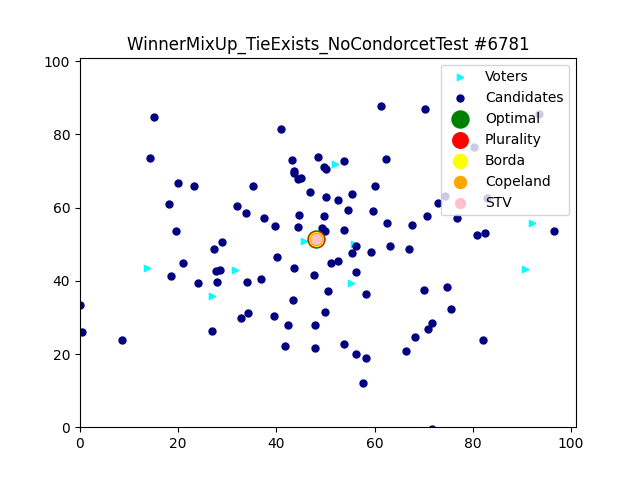 WinnerMixUp_TieExists_NoCondorcetTest #6781
100
80
60
40
20
0
0
20
40
60
80
100
Voters
Candidates
Optimal
Plurality
Borda
Copeland
STV